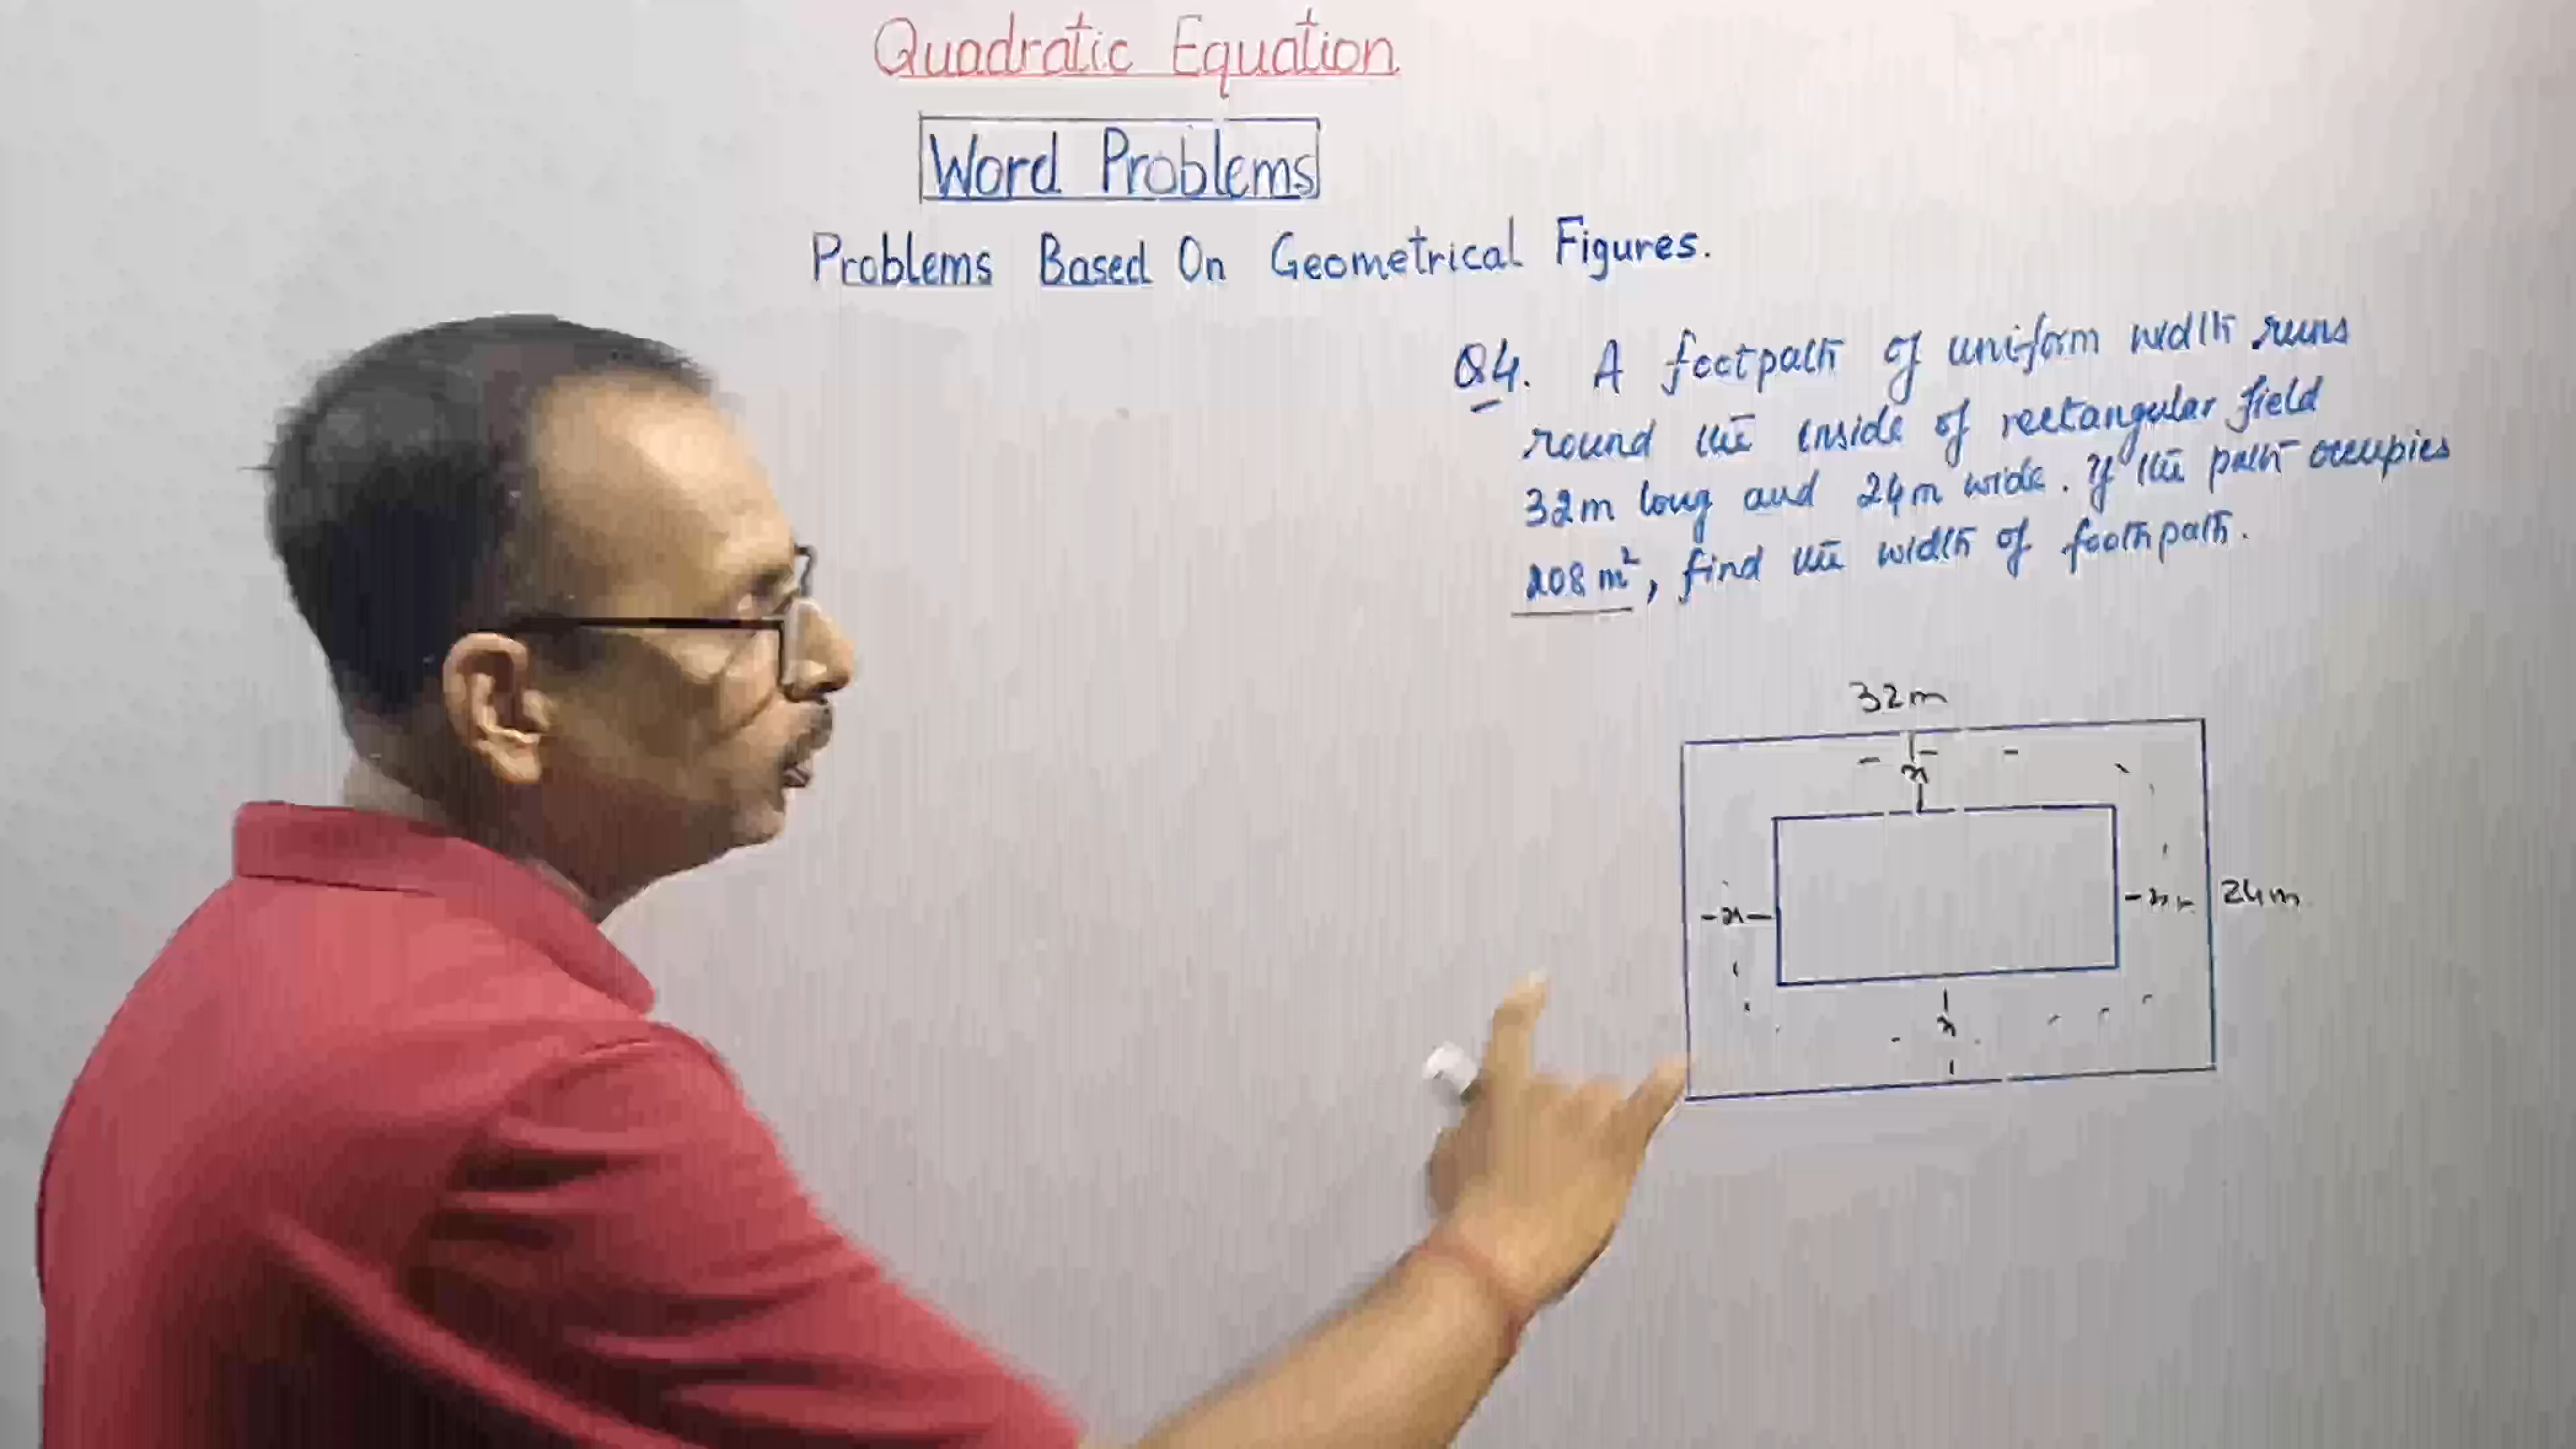 Quadratic Equation
Word Problems
Problems Based On Geometrical Figures.
Q4. A footpath of uniform width runs
round the inside of rectangular field
32m long and 24m wide. If the path occupies
208 m², find the width of foothpath.
32m
x
-x-
-x-
24m
x